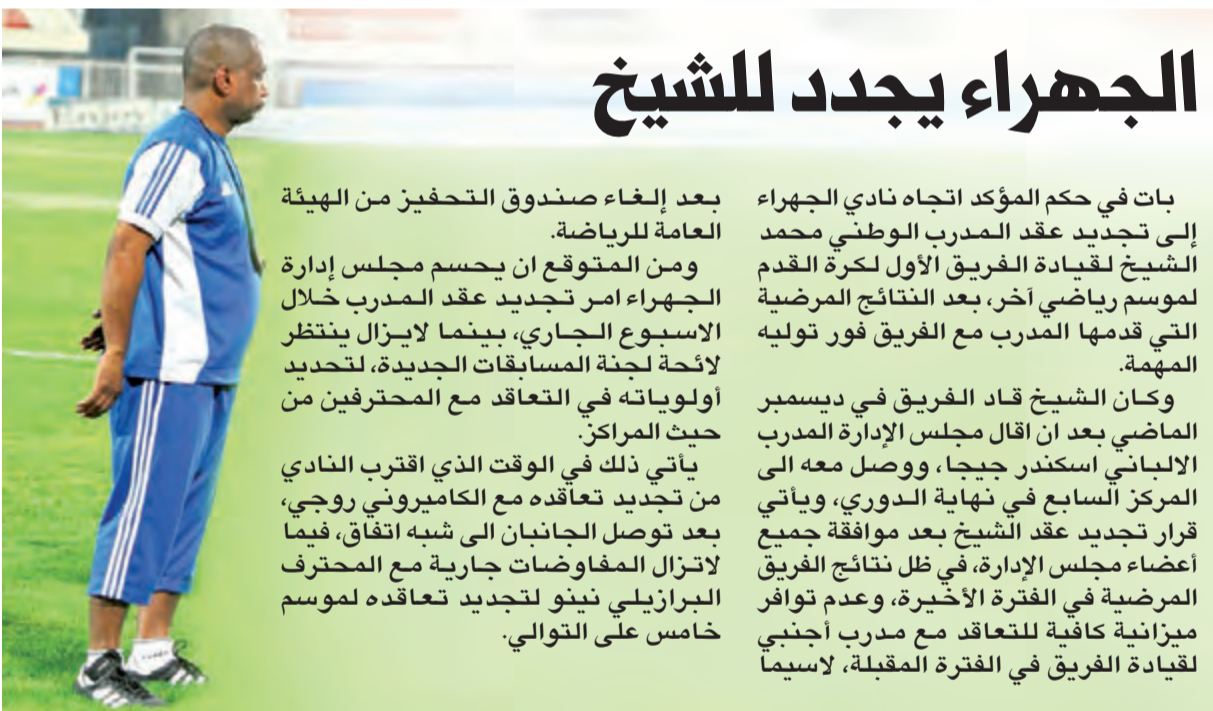 الجهراء يجدد للشيخ
بات في حكم المؤكد اتجاه نادي الجهراء
إلى تجديد عقد المدرب الوطني محمد
الشيخ لقيادة الفريق الأول لكرة القدم
لموسم رياضي آخر، بعد النتائج المرضية
التي قدمها المدرب مع الفريق فور توليه
المهمة.
وكان الشيخ قاد الفريق في ديسمبر
الماضي بعد ان اقال مجلس الإدارة المدرب
الالباني اسكندر جيجا، ووصل معه الى
المركز السابع في نهاية الدوري، ويأتي
قرار تجديد عقد الشيخ بعد موافقة جميع
أعضاء مجلس الإدارة، في ظل نتائج الفريق
المرضية في الفترة الأخيرة، وعدم توافر
ميزانية كافية للتعاقد مع مدرب أجنبي
لقيادة الفريق في الفترة المقبلة، لاسيما
بعد إلغاء صندوق التحفيز من الهيئة
العامة للرياضة.
ومن المتوقع ان يحسم مجلس إدارة
الجهراء امر تجديد عقد المدرب خلال
الاسبوع الجاري، بينما لايزال ينتظر
لائحة لجنة المسابقات الجديدة، لتحديد
أولوياته في التعاقد مع المحترفين من
حيث المراكز.
يأتي ذلك في الوقت الذي اقترب النادي
من تجديد تعاقده مع الكاميروني روجي،
بعد توصل الجانبان الى شبه اتفاق، فيما
لاتزال المفاوضات جارية مع المحترف
البرازيلي نينو لتجديد تعاقده لموسم
خامس على التوالي.